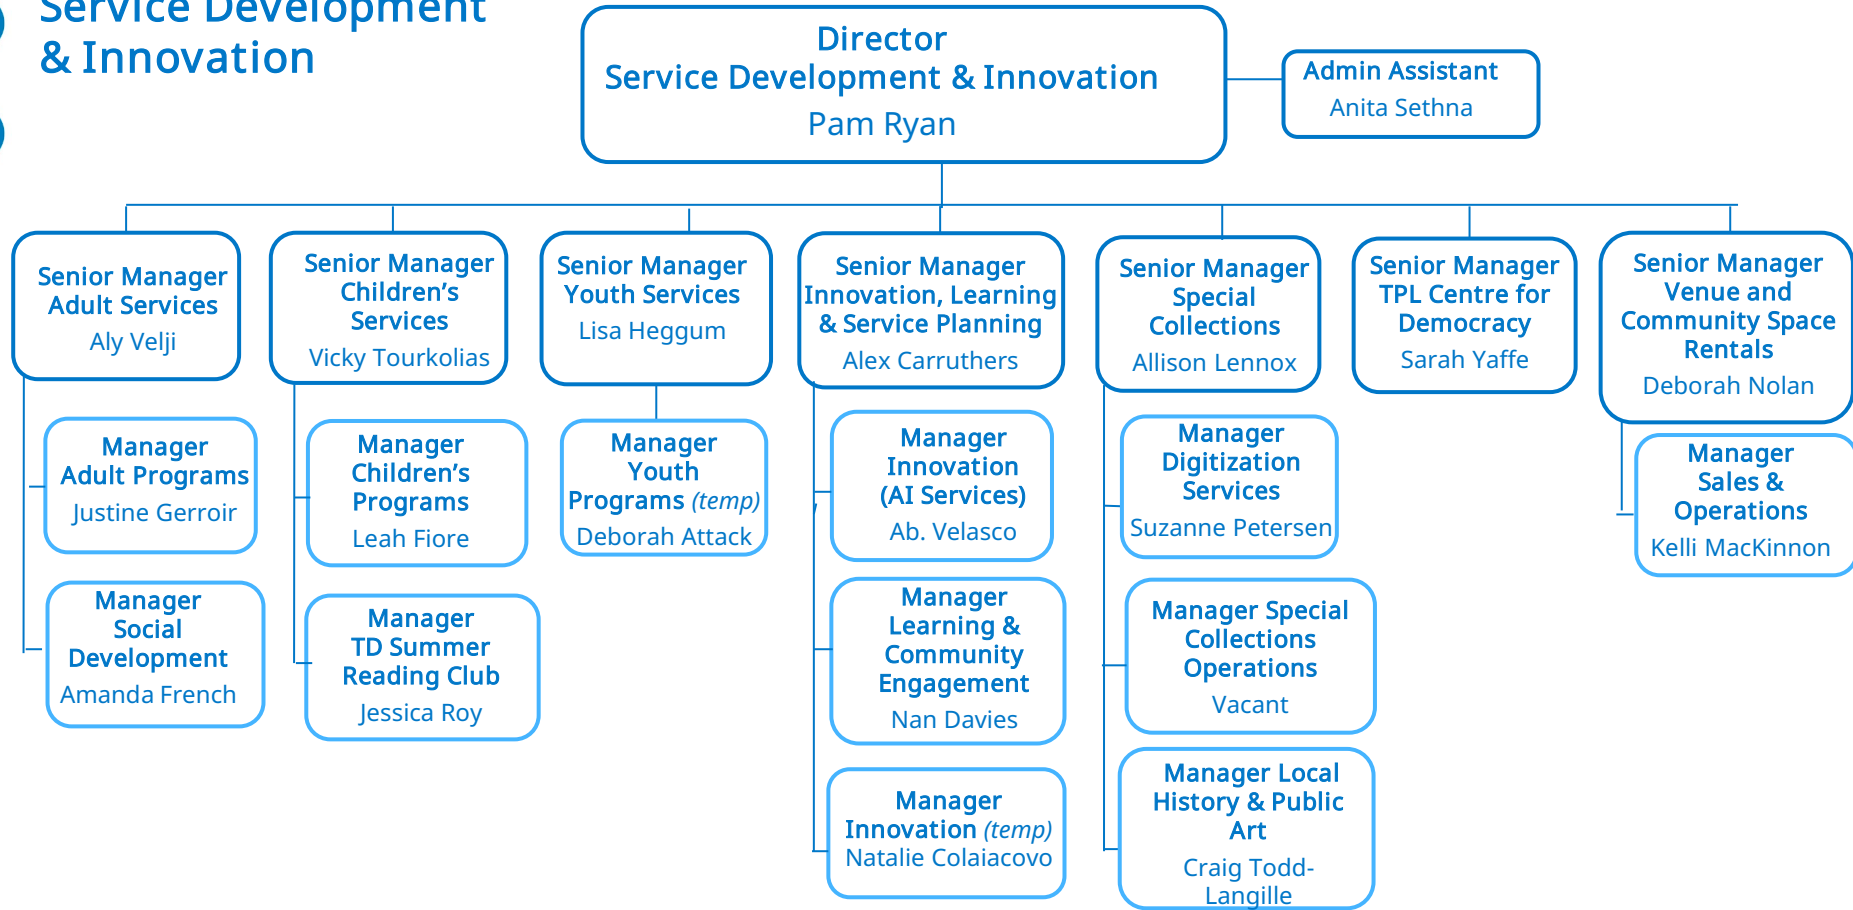 Service Development
& Innovation
Director
Service Development & Innovation
Pam Ryan
Admin Assistant
Anita Sethna
Senior Manager
Adult Services
Aly Velji
Senior Manager
Children’s
Services
Vicky Tourkolias
Senior Manager
Youth Services
Lisa Heggum
Senior Manager
Innovation, Learning
& Service Planning
Alex Carruthers
Senior Manager
Special
Collections
Allison Lennox
Senior Manager
TPL Centre for
Democracy
Sarah Yaffe
Senior Manager
Venue and
Community Space
Rentals
Deborah Nolan
Manager
Adult Programs
Justine Gerroir
Manager
Social
Development
Amanda French
Manager
Children’s
Programs
Leah Fiore
Manager
TD Summer
Reading Club
Jessica Roy
Manager
Youth
Programs (temp)
Deborah Attack
Manager
Innovation
(AI Services)
Ab. Velasco
Manager
Learning &
Community
Engagement
Nan Davies
Manager
Innovation (temp)
Natalie Colaiacovo
Manager
Digitization
Services
Suzanne Petersen
Manager Special
Collections
Operations
Vacant
Manager Local
History & Public
Art
Craig Todd-
Langille
Manager
Sales &
Operations
Kelli MacKinnon